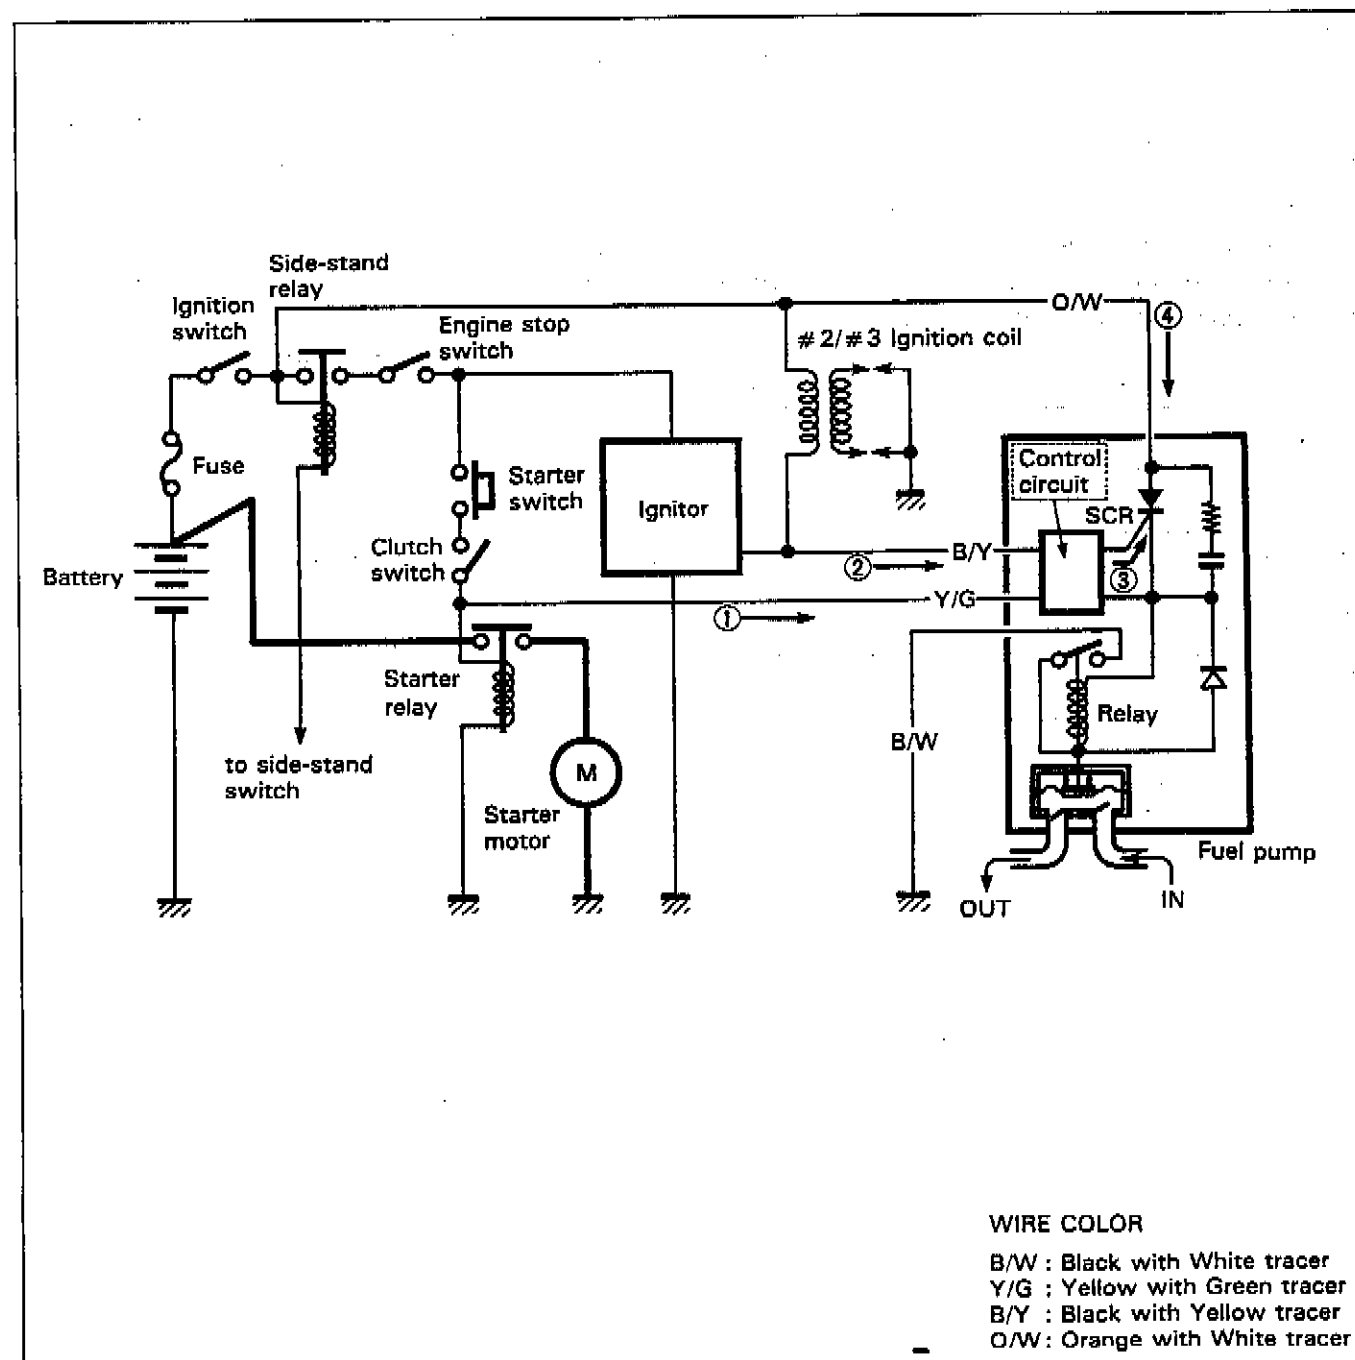 Side-stand
relay
Ignition
switch
Engine stop
switch
O/W
④
#2/#3 Ignition coil
Fuse
Starter
switch
Ignitor
Control
circuit
SCR
Clutch
switch
Battery
B/Y
②
③
Y/G
①
Starter
relay
Relay
B/W
to side-stand
switch
M
Starter
motor
Fuel pump
OUT
IN
WIRE COLOR
B/W : Black with White tracer
Y/G : Yellow with Green tracer
B/Y : Black with Yellow tracer
O/W : Orange with White tracer